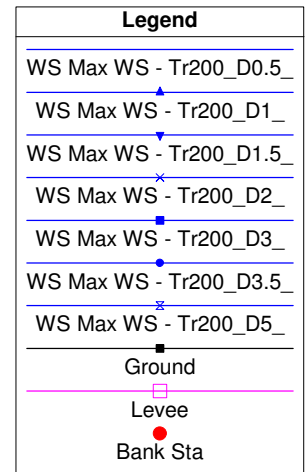 Legend
WS Max WS - Tr200_D0.5_
WS Max WS - Tr200_D1_
WS Max WS - Tr200_D1.5_
WS Max WS - Tr200_D2_
WS Max WS - Tr200_D3_
WS Max WS - Tr200_D3.5_
WS Max WS - Tr200_D5_
Ground
Levee
Bank Sta